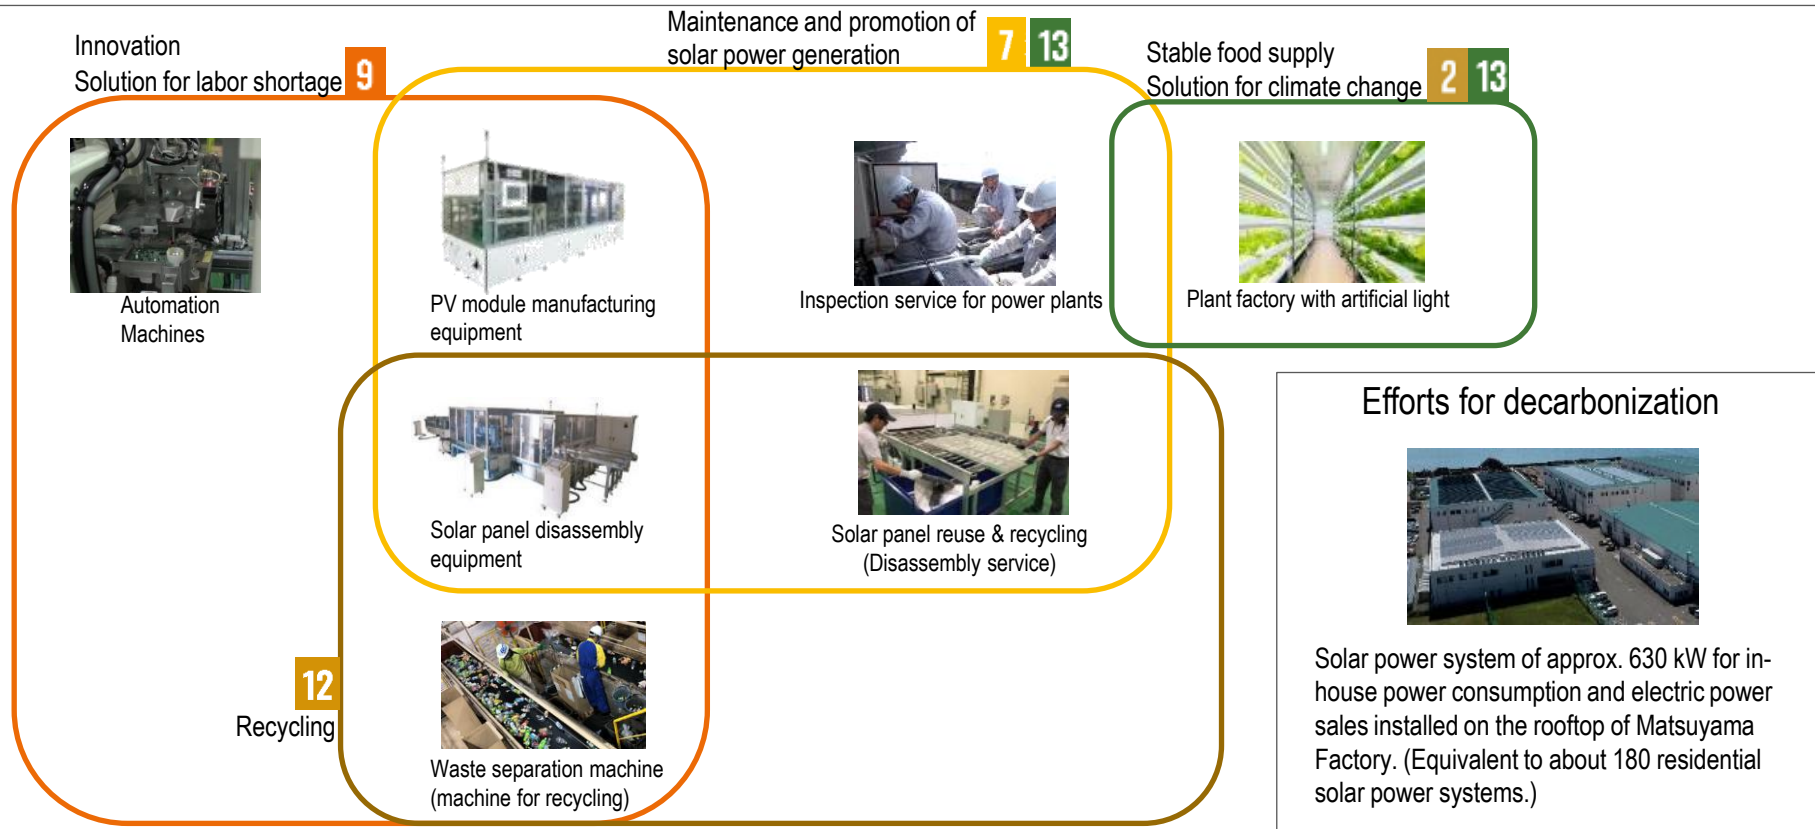 Innovation
Solution for labor shortage 9
Maintenance and promotion of
solar power generation 7 13
Stable food supply
Solution for climate change 2 13
Automation
Machines
PV module manufacturing
equipment
Inspection service for power plants
Plant factory with artificial light
Solar panel disassembly
equipment
Solar panel reuse & recycling
(Disassembly service)
12
Recycling
Waste separation machine
(machine for recycling)
Efforts for decarbonization
Solar power system of approx. 630 kW for in-
house power consumption and electric power
sales installed on the rooftop of Matsuyama
Factory. (Equivalent to about 180 residential
solar power systems.)